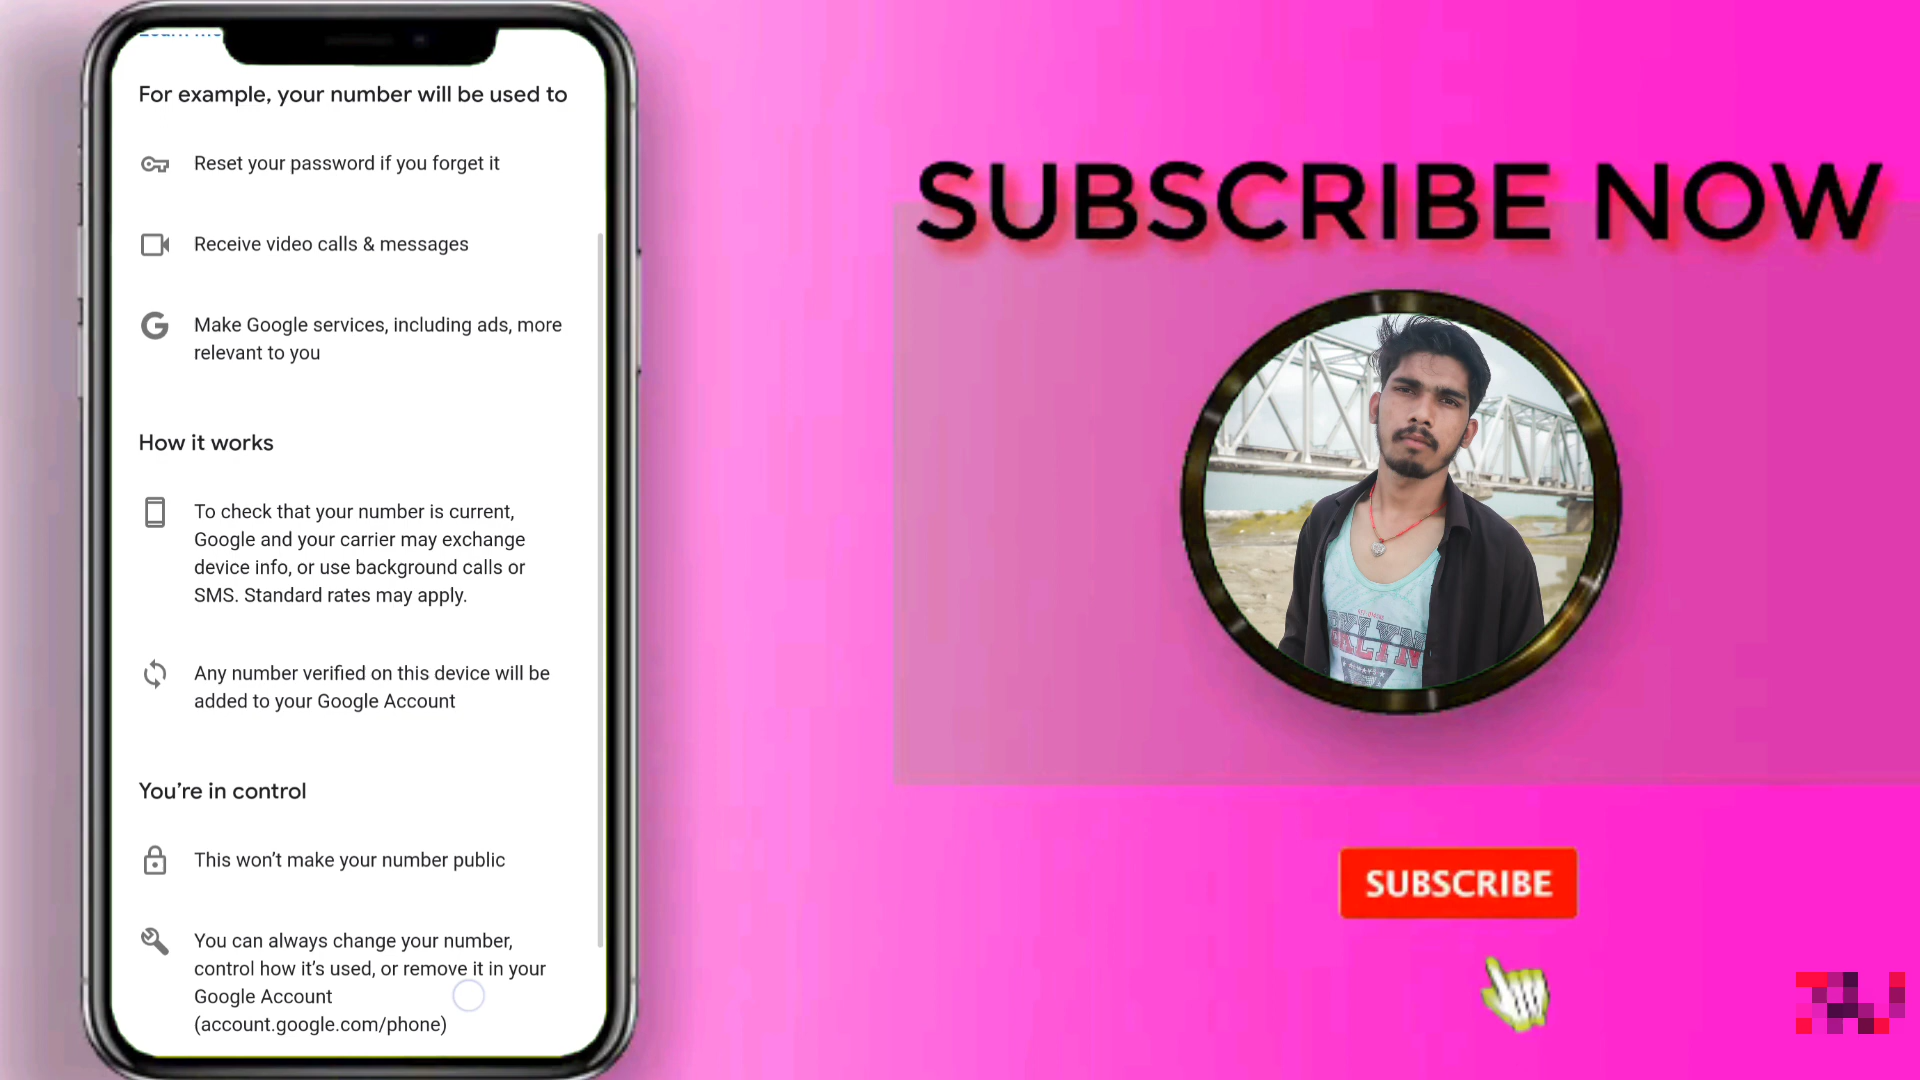 For example, your number will be used to
Reset your password if you forget it
Receive video calls & messages
Make Google services, including ads, more
relevant to you
How it works
To check that your number is current,
Google and your carrier may exchange
device info, or use background calls or
SMS. Standard rates may apply.
Any number verified on this device will be
added to your Google Account
You're in control
This won't make your number public
You can always change your number,
control how it's used, or remove it in your
Google Account
(account.google.com/phone)
SUBSCRIBE NOW
SUBSCRIBE